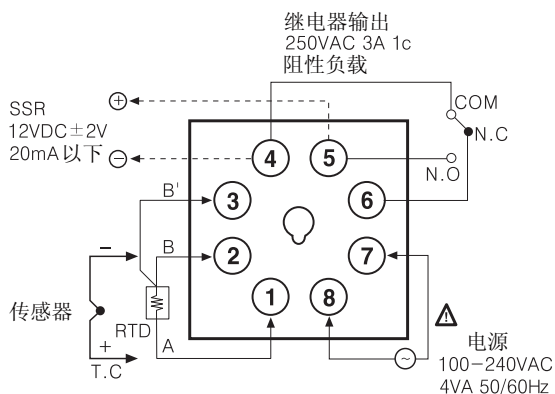 继电器输出
250VAC 3A 1c
阻性负载
SSR
12VDC±2V
20mA以下
+
−
COM
N.C
N.O
4
5
3
6
2
7
1
8
B'
B
A
−
传感器
+
T.C
RTD
电源
100−240VAC
4VA 50/60Hz